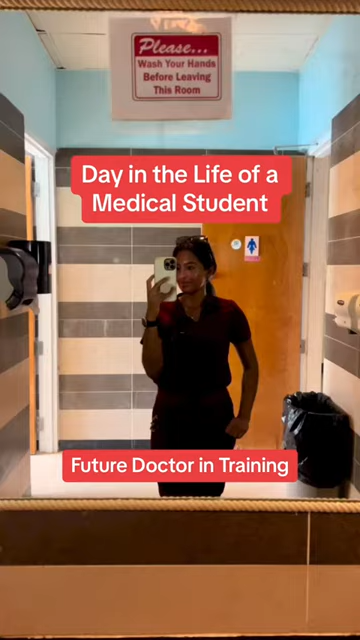 Please...
Wash Your Hands
Before Leaving
This Room
Day in the Life of a
Medical Student
Future Doctor in Training